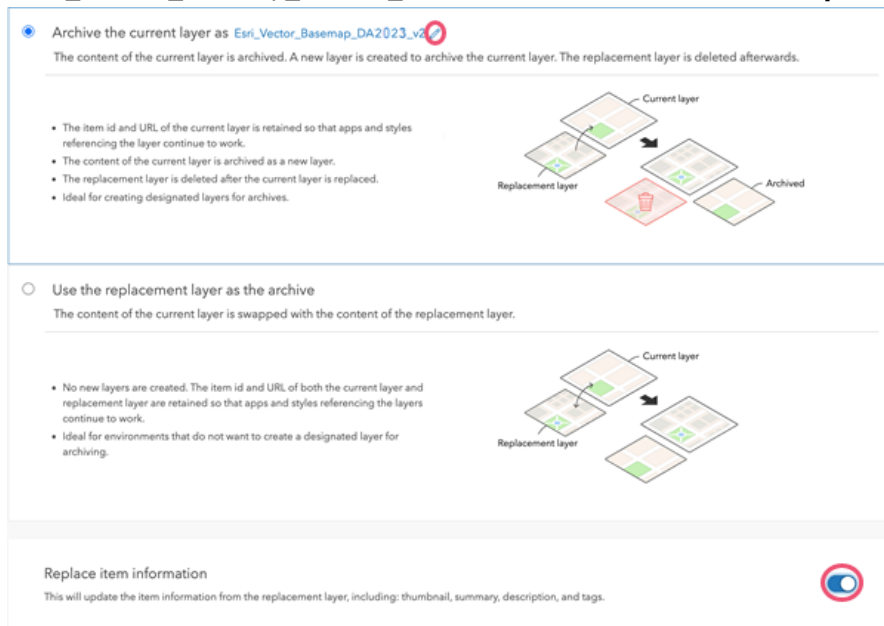 Archive the current layer as Esri_Vector_Basemap_DA2023_v2
The content of the current layer is archived. A new layer is created to archive the current layer. The replacement layer is deleted afterwards.
• The item id and URL of the current layer is retained so that apps and styles
referencing the layer continue to work.
• The content of the current layer is archived as a new layer.
• The replacement layer is deleted after the current layer is replaced.
• Ideal for creating designated layers for archives.
Current layer
Replacement layer
Archived
Use the replacement layer as the archive
The content of the current layer is swapped with the content of the replacement layer.
• No new layers are created. The item id and URL of both the current layer and
replacement layer are retained so that apps and styles referencing the layers
continue to work.
• Ideal for environments that do not want to create a designated layer for
archiving.
Current layer
Replacement layer
Replace item information
This will update the item information from the replacement layer, including: thumbnail, summary, description, and tags.